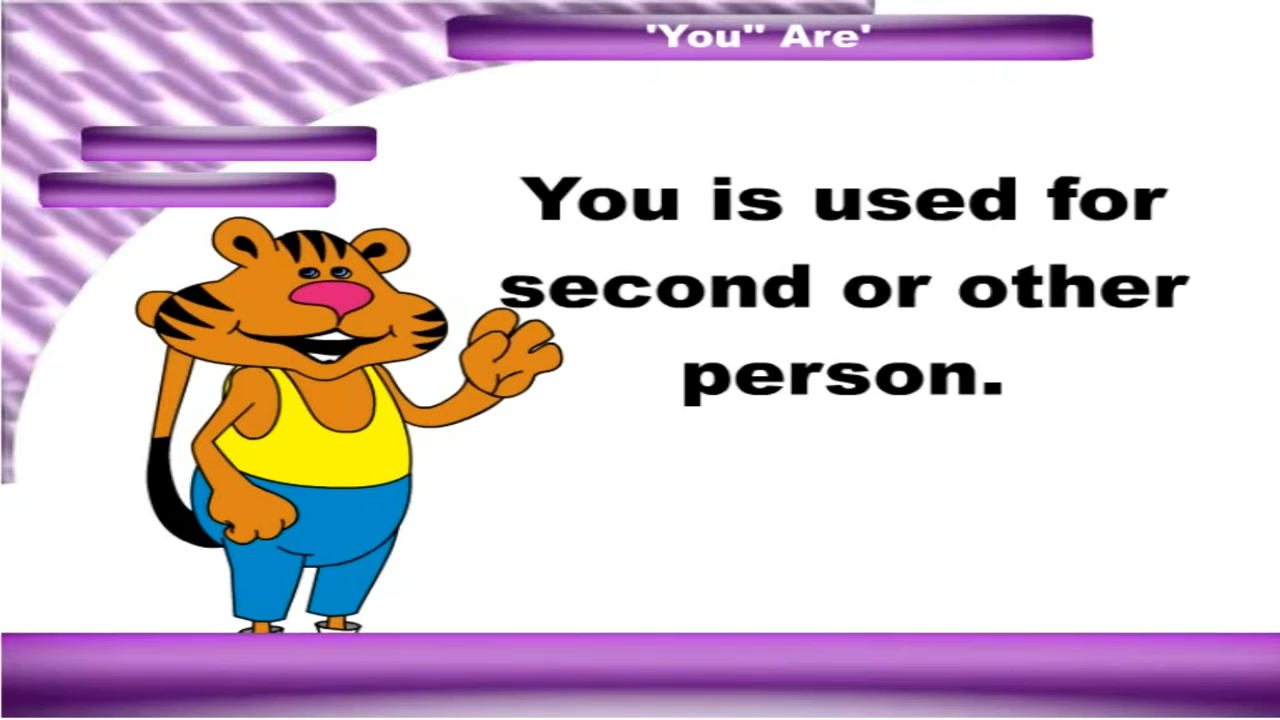 'You'' Are'
You is used for
second or other
person.